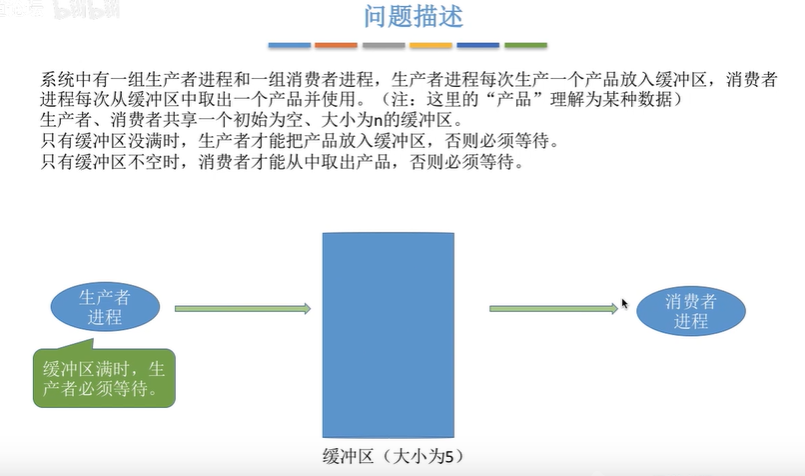 bilibili
问题描述
系统中有一组生产者进程和一组消费者进程，生产者进程每次生产一个产品放入缓冲区，消费者
进程每次从缓冲区中取出一个产品并使用。（注：这里的“产品”理解为某种数据）
生产者、消费者共享一个初始为空、大小为n的缓冲区。
只有缓冲区没满时，生产者才能把产品放入缓冲区，否则必须等待。
只有缓冲区不空时，消费者才能从中取出产品，否则必须等待。
生产者
进程
消费者
进程
缓冲区满时，生
产者必须等待。
缓冲区（大小为5）